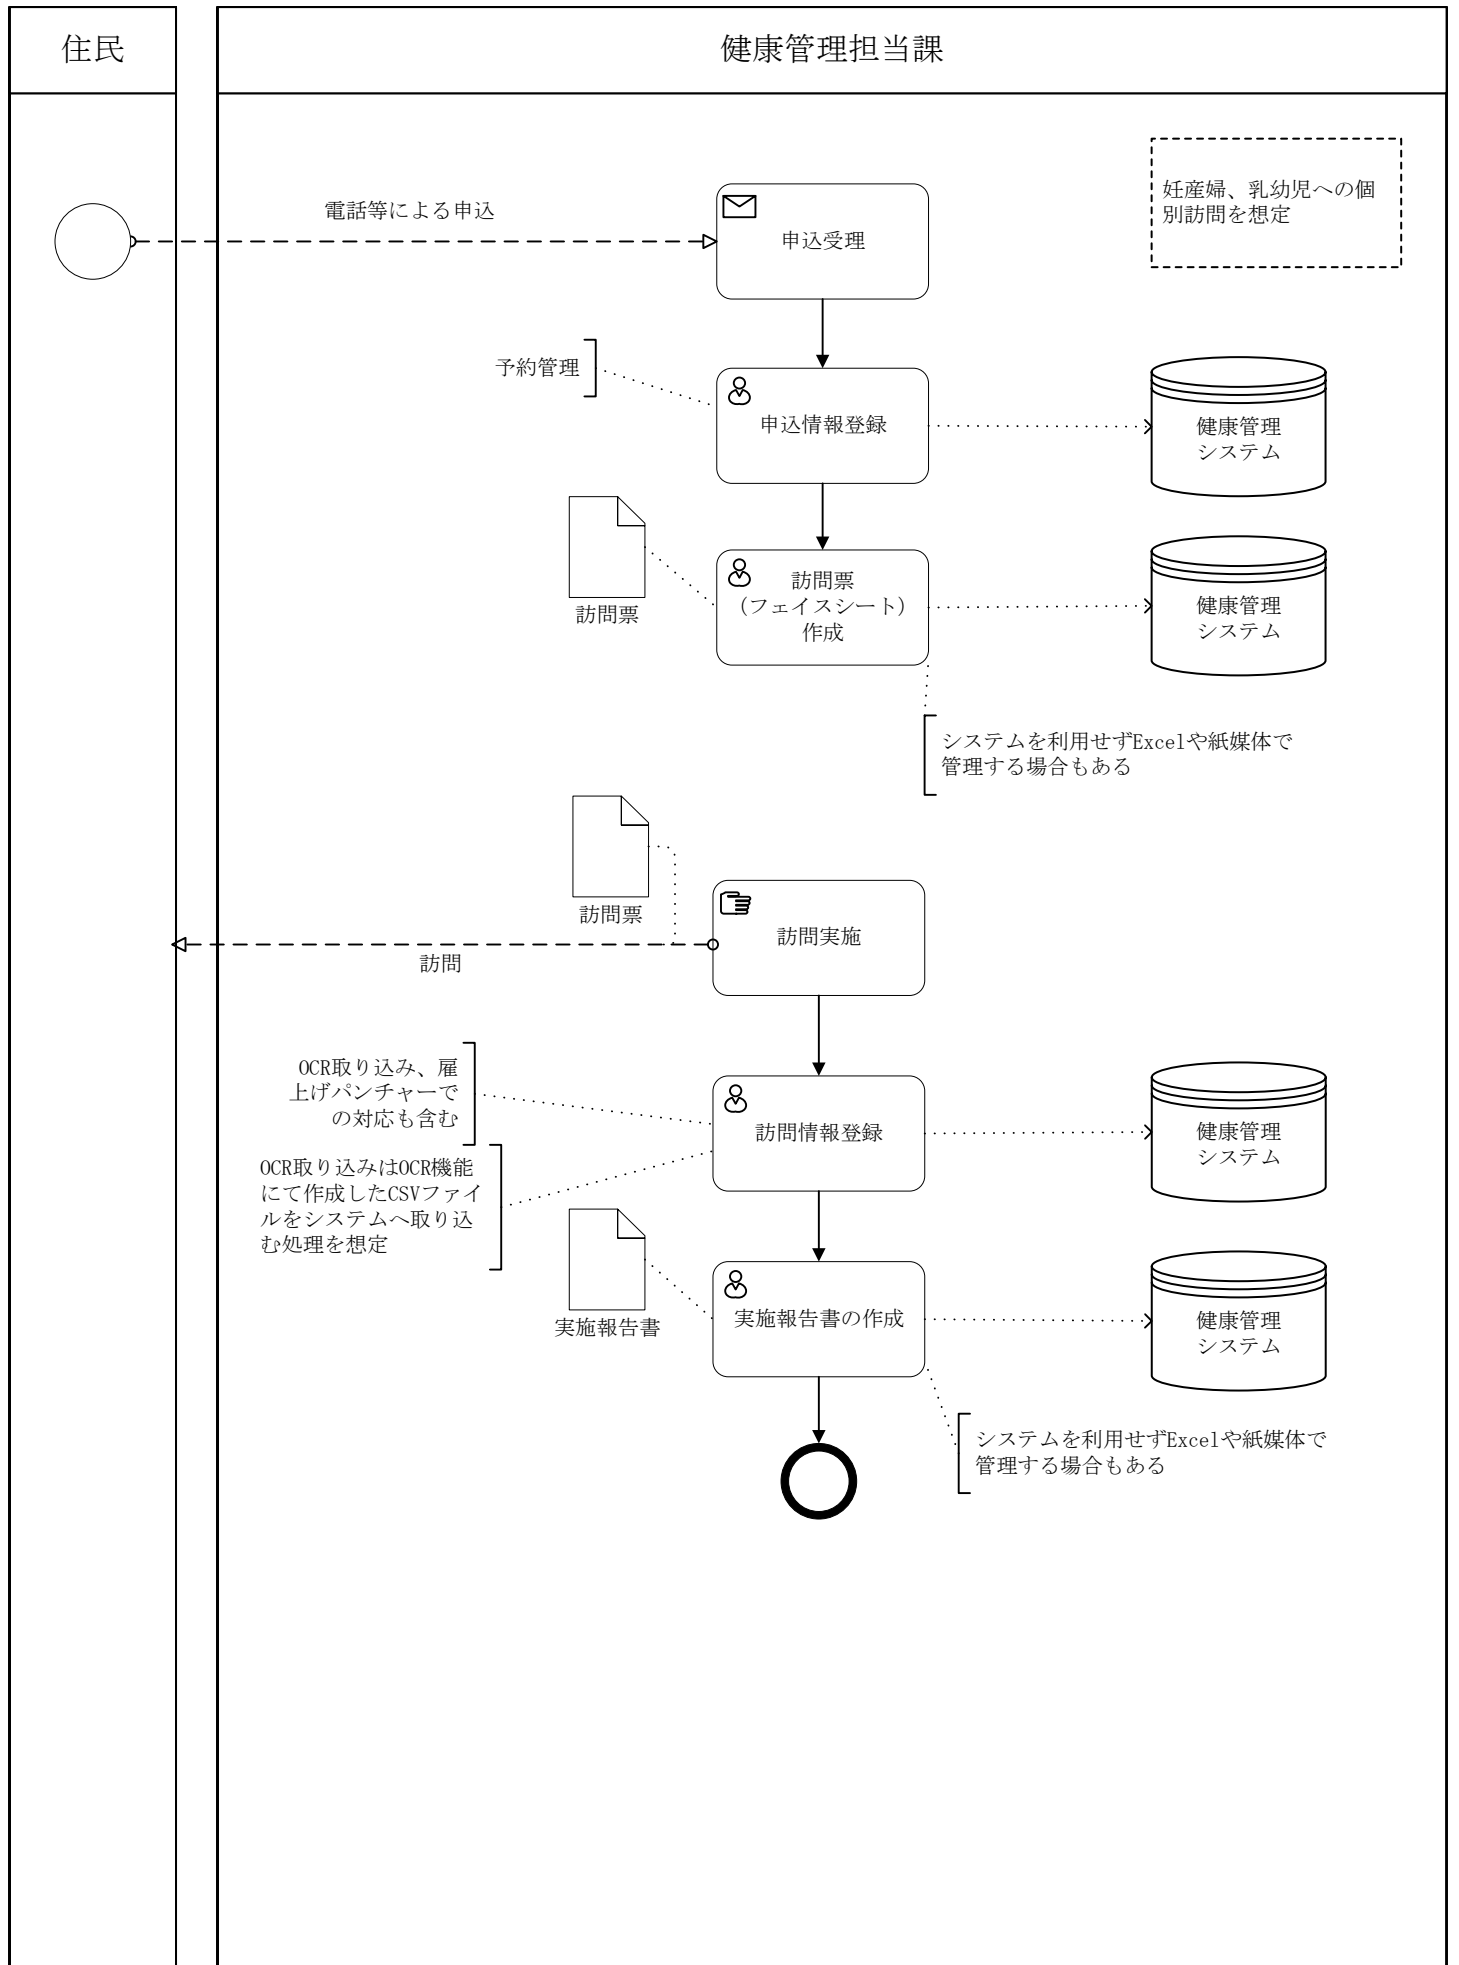 住民
健康管理担当課
妊産婦、乳幼児への個
別訪問を想定
電話等による申込
申込受理
予約管理
申込情報登録
健康管理
システム
訪問票
訪問票
（フェイスシート）
作成
健康管理
システム
システムを利用せずExcelや紙媒体で
管理する場合もある
訪問票
訪問実施
訪問
OCR取り込み、雇
上げパンチャーで
の対応も含む
訪問情報登録
健康管理
システム
OCR取り込みはOCR機能
にて作成したCSVファイ
ルをシステムへ取り込
む処理を想定
実施報告書
実施報告書の作成
健康管理
システム
システムを利用せずExcelや紙媒体で
管理する場合もある